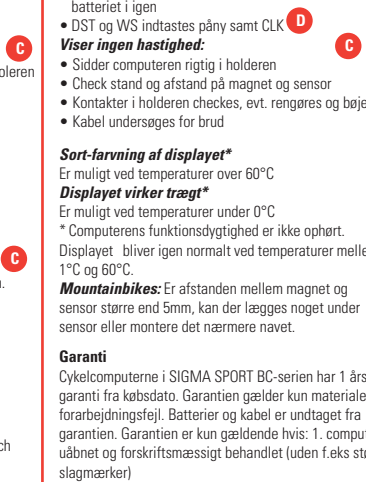 batteriet i igen
• DST og WS indtastes påny samt CLK D
Viser ingen hastighed:
C
C
• Sidder computeren rigtig i holderen
oleren
• Check stand og afstand på magnet og sensor
• Kontakter i holderen checkes, evt. rengøres og bøje
• Kabel undersøges for brud
Sort-farvning af displayet*
Er muligt ved temperaturer over 60°C
Displayet virker trægt*
Er muligt ved temperaturer under 0°C
* Computerens funktionsdygtighed er ikke ophørt.
Displayet bliver igen normalt ved temperaturer melle
C
1°C og 60°C.
Mountainbikes: Er afstanden mellem magnet og
sensor større end 5mm, kan der lægges noget under
sensor eller montere det nærmere navet.
Garanti
Cykelcomputerne i SIGMA SPORT BC-serien har 1 års
garanti fra købsdato. Garantien gælder kun materiale
forarbejdningsfejl. Batterier og kabel er undtaget fra
garantien. Garantien er kun gældende hvis: 1. comput
ch
uåbnet og forskriftsmæssigt behandlet (uden f.eks stø
slagmærker)